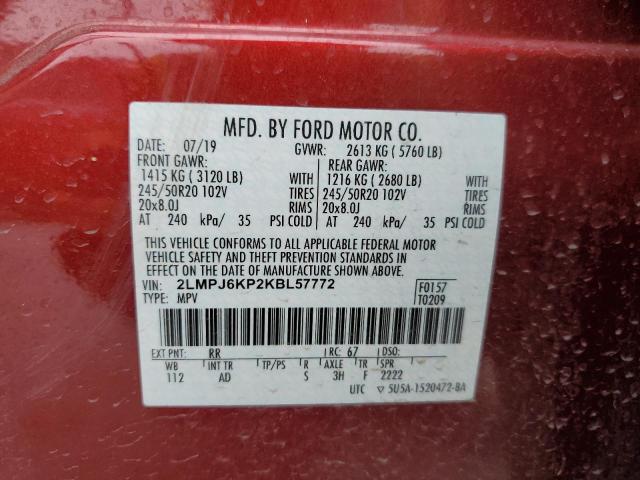 MFD. BY FORD MOTOR CO.
DATE: 07/19 GVWR: 2613 KG ( 5760 LB)
FRONT GAWR: REAR GAWR:
1415 KG ( 3120 LB) WITH 1216 KG ( 2680 LB) WITH
245/50R20 102V TIRES 245/50R20 102V TIRES
20x8.0J RIMS 20x8.0J RIMS
AT 240 kPa/ 35 PSI COLD AT 240 kPa/ 35 PSI COLD
THIS VEHICLE CONFORMS TO ALL APPLICABLE FEDERAL MOTOR
VEHICLE SAFETY AND THEFT PREVENTION STANDARDS IN
EFFECT ON THE DATE OF MANUFACTURE SHOWN ABOVE.
VIN: 2LMPJ6KP2KBL57772 F0157
TYPE: MPV T0209
EXT PNT: RR RC: 67 DSO:
WB INT TR TP/PS R AXLE TR SPR
112 AD S 3H F 2222
UTC ▽ 5U5A-1520472-BA